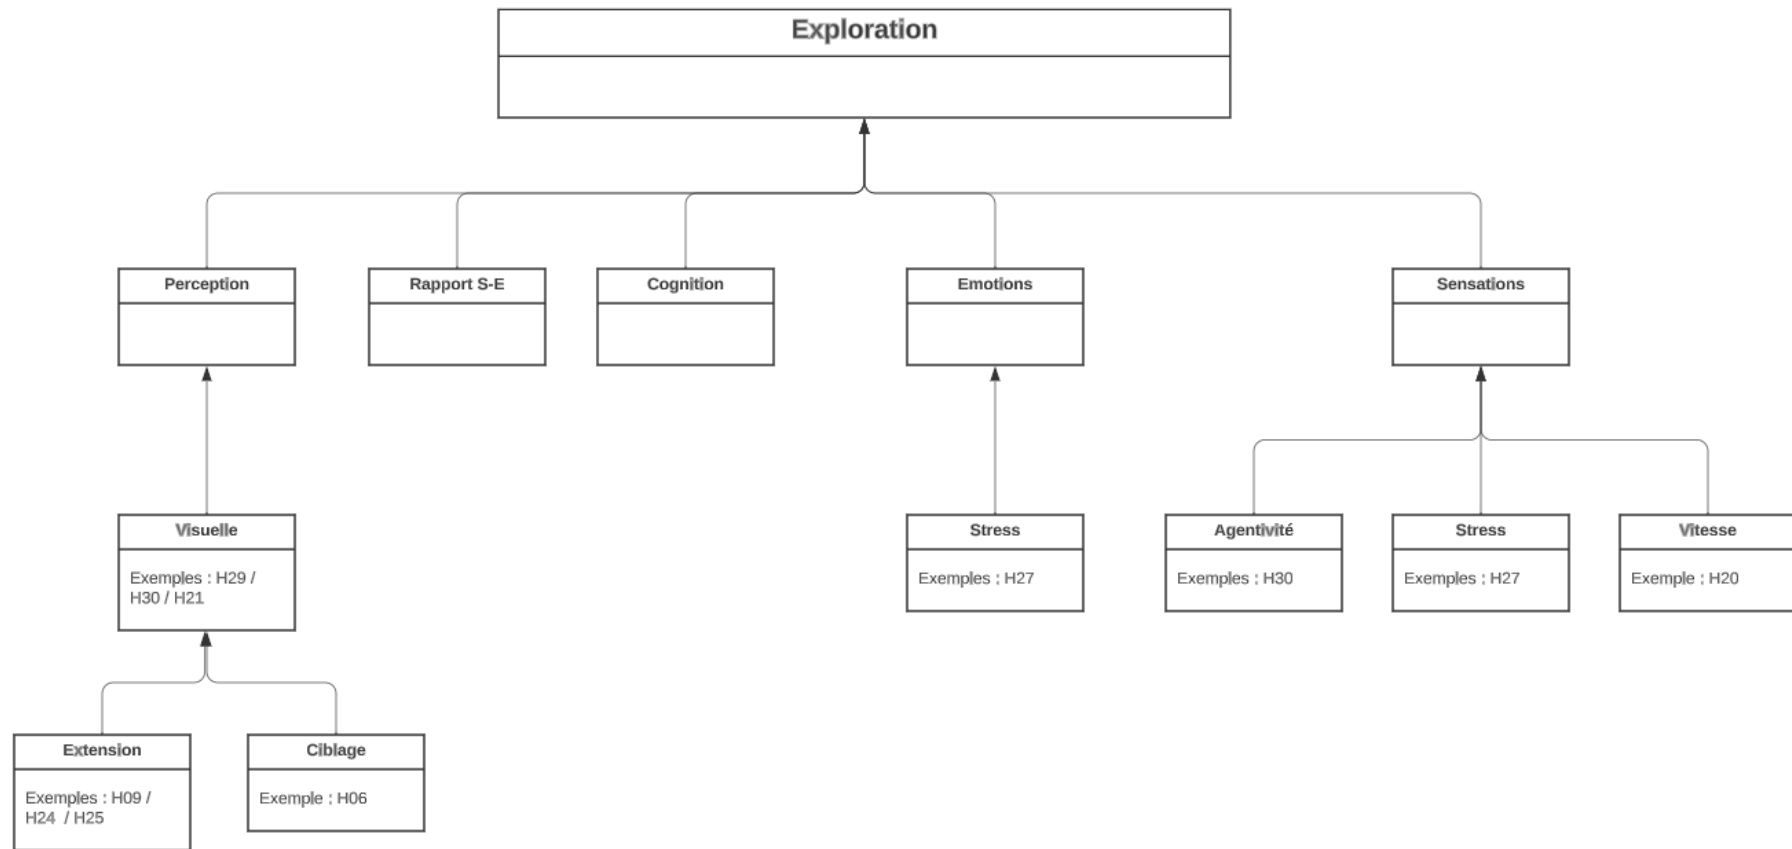 Exploration
Perception
Rapport S-E
Cognition
Emotions
Sensations
Visuelle
Exemples : H29 /
H30 / H21
Stress
Exemples : H27
Agentivité
Exemples : H30
Stress
Exemples : H27
Vitesse
Exemple : H20
Extension
Exemples : H09 /
H24 / H25
Ciblage
Exemple : H06